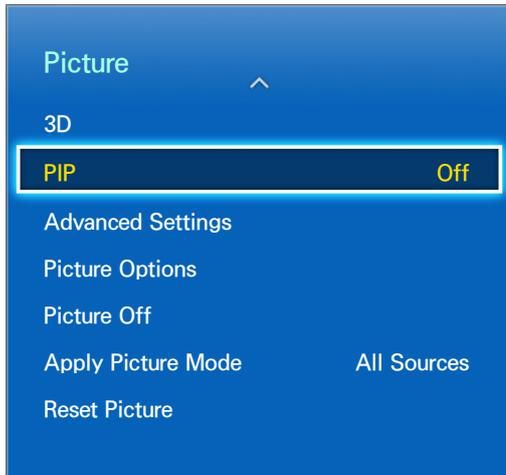 Picture
3D
PIP Off
Advanced Settings
Picture Options
Picture Off
Apply Picture Mode All Sources
Reset Picture